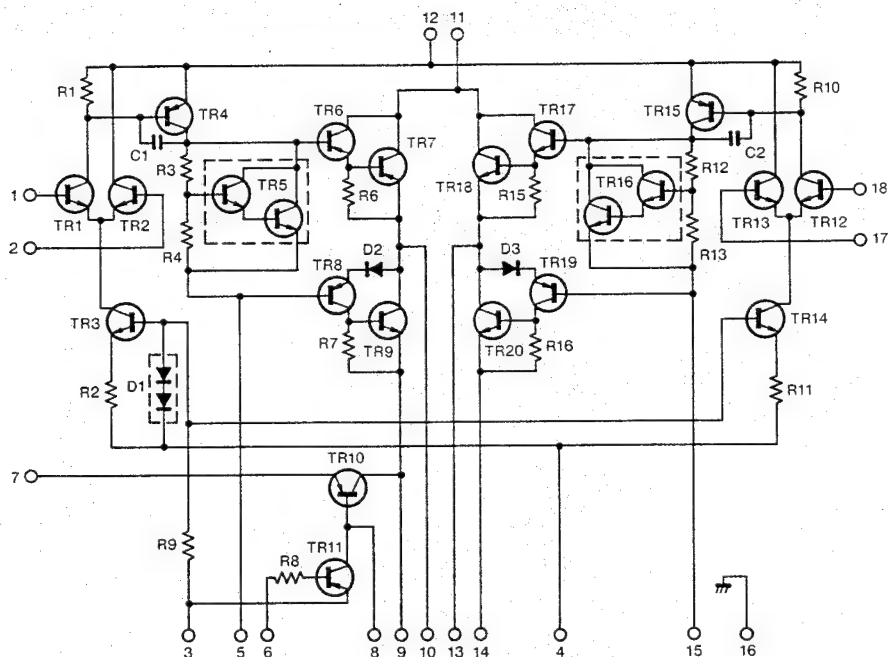 12 11
R1 TR4 TR6 TR17 TR15 R10
TR7
C1 C2
R3 TR5 R6 TR18 R15 TR16 R12
1 TR1 TR2 TR13 TR12 18
2 17
R4 D2 D3 R13
TR8 TR19
TR3 TR14
R7 TR9 TR20 R16
R2 D1 R11
7 TR10
R9 R8 TR11
3 5 6 8 9 10 13 14 4 15 16